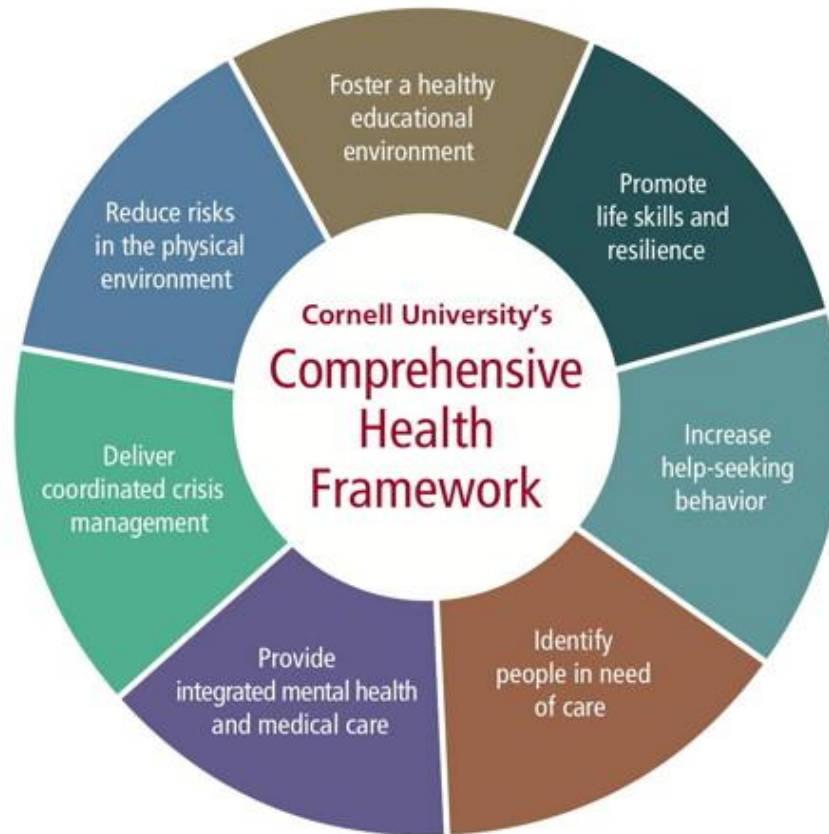 Foster a healthy
educational
environment
Promote
life skills and
resilience
Increase
help-seeking
behavior
Identify
people in need
of care
Provide
integrated mental health
and medical care
Deliver
coordinated crisis
management
Reduce risks
in the physical
environment
Cornell University's
Comprehensive
Health
Framework